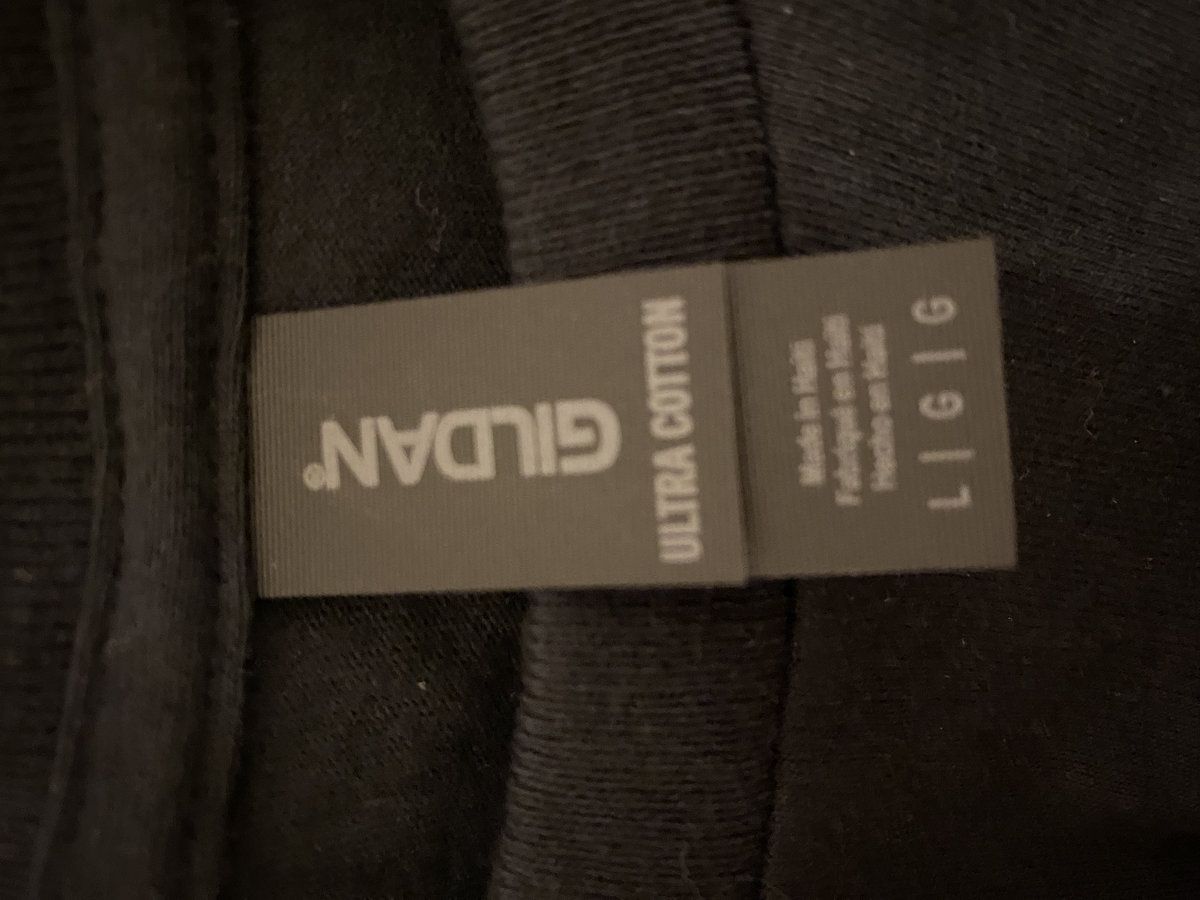 GILDAN®
ULTRA COTTON
Made in Haiti
Fabriqué en Haïti
Hecho en Haití
L | G | G